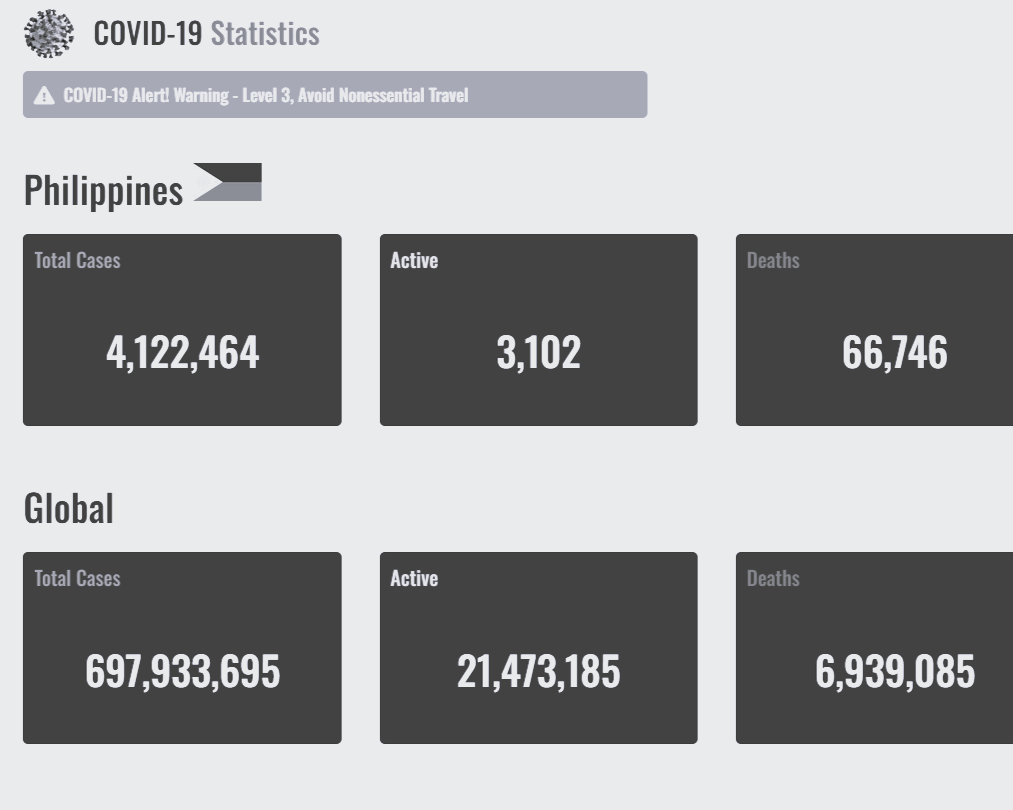 COVID-19 Statistics
COVID-19 Alert! Warning - Level 3, Avoid Nonessential Travel
Philippines
Total Cases
Active
Deaths
4,122,464
3,102
66,746
Global
Total Cases
Active
Deaths
697,933,695
21,473,185
6,939,085